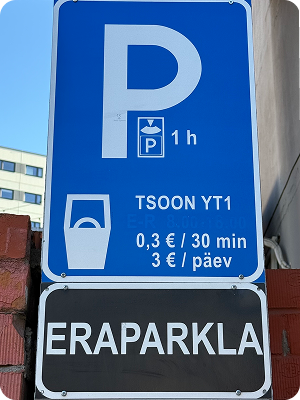 P
P 1 h
TSOON YT1
0,3 € / 30 min
3 € / päev
ERAPARKLA